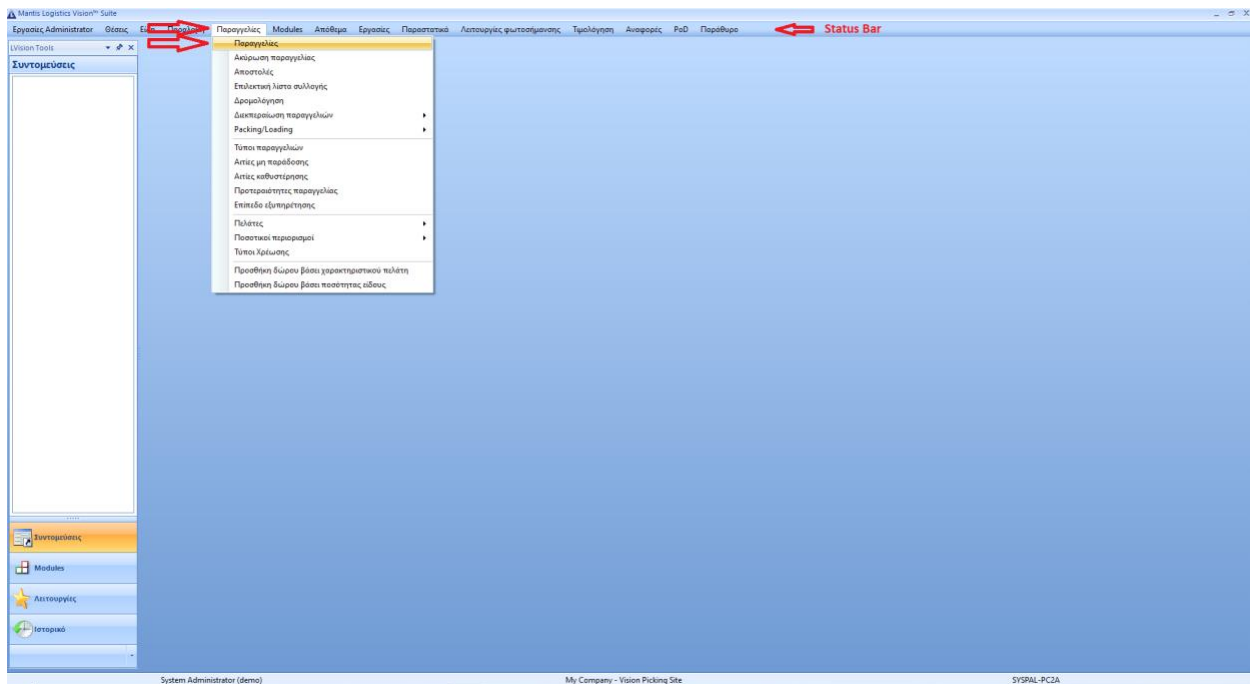 Mantis Logistics Vision™ Suite
Εργασίες Administrator Θέσεις Είδη Παραλαβή Παραγγελίες Modules Απόθεμα Εργασίες Παραστατικά Λειτουργίες φωτοσήμανσης Τιμολόγηση Αναφορές PoD Παράθυρο Status Bar
LVision Tools
Συντομεύσεις
Παραγγελίες
Ακύρωση παραγγελίας
Αποστολές
Επιλεκτική λίστα συλλογής
Δρομολόγηση
Διεκπεραίωση παραγγελιών
Packing/Loading
Τύποι παραγγελιών
Αιτίες μη παράδοσης
Αιτίες καθυστέρησης
Προτεραιότητες παραγγελίας
Επίπεδο εξυπηρέτησης
Πελάτες
Ποσοτικοί περιορισμοί
Τύποι Χρέωσης
Προσθήκη δώρου βάσει χαρακτηριστικού πελάτη
Προσθήκη δώρου βάσει ποσότητας είδους
Συντομεύσεις
Modules
Λειτουργίες
Ιστορικό
System Administrator (demo) My Company - Vision Picking Site SYSPAL-PC2A